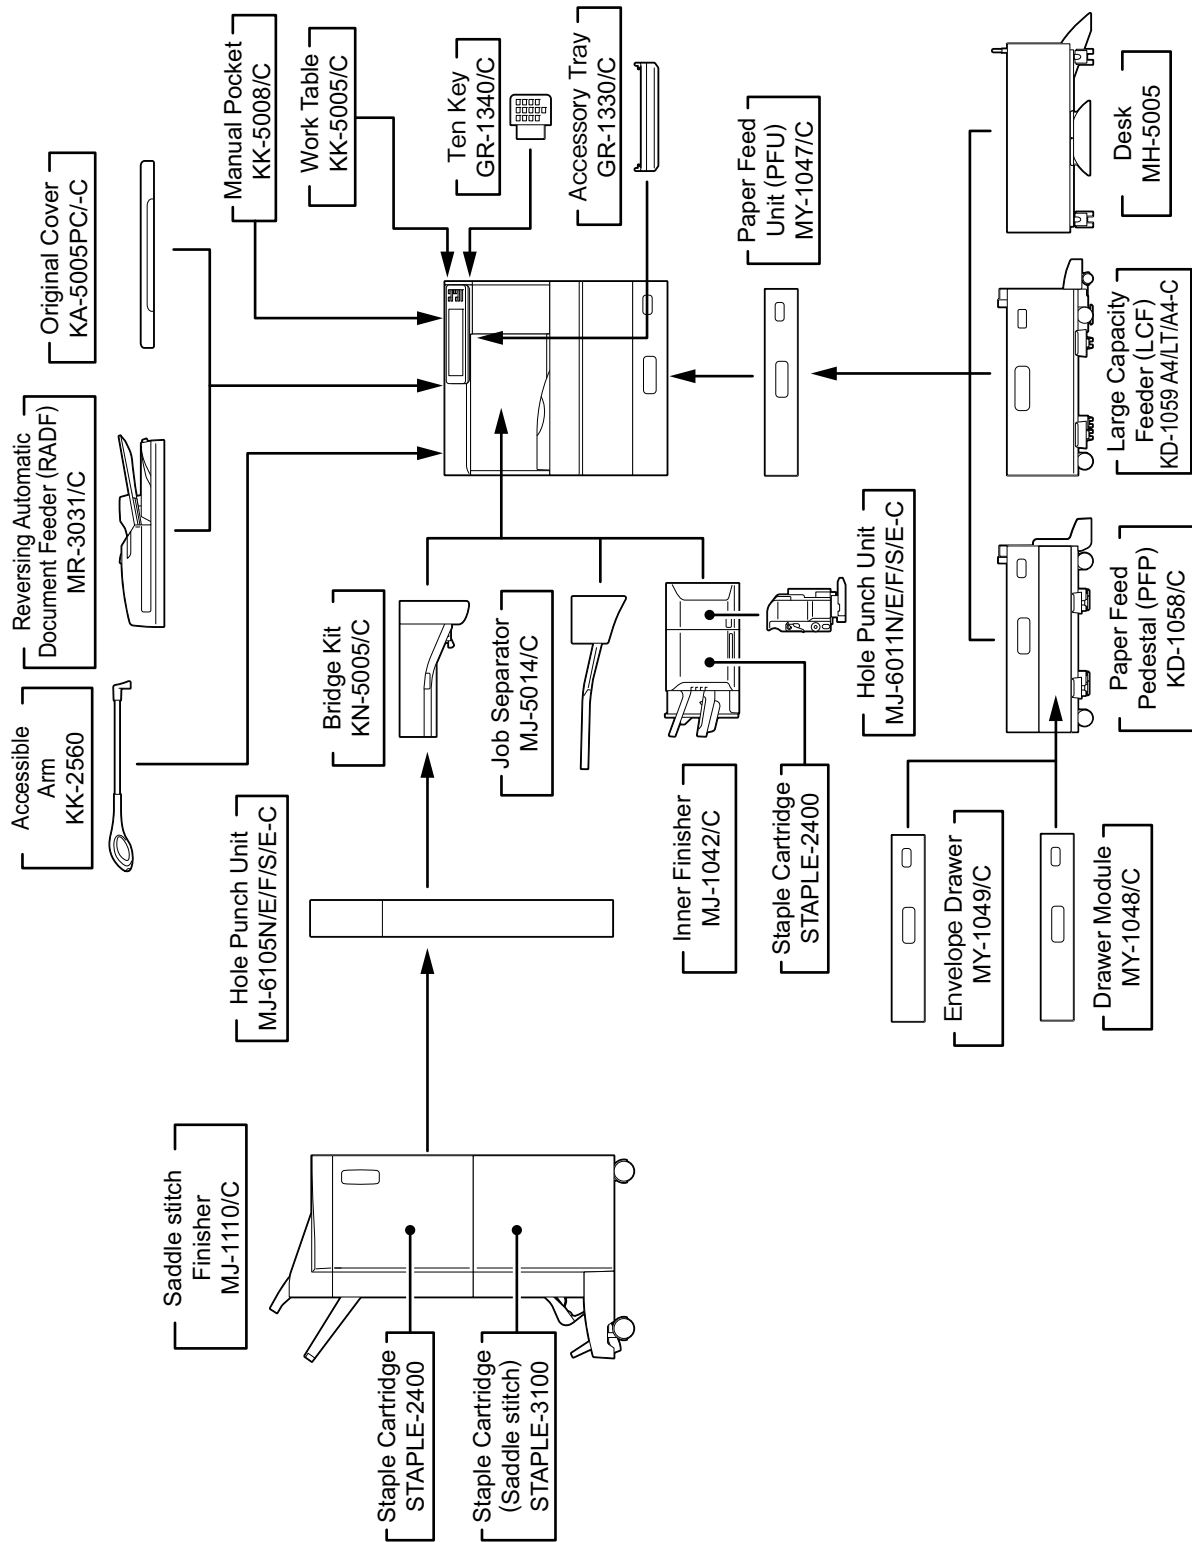 Accessible
Arm
KK-2560
Reversing Automatic
Document Feeder (RADF)
MR-3031/C
Original Cover
KA-5005PC/-C
Manual Pocket
KK-5008/C
Work Table
KK-5005/C
Ten Key
GR-1340/C
Accessory Tray
GR-1330/C
Saddle stitch
Finisher
MJ-1110/C
Hole Punch Unit
MJ-6105N/E/F/S/E-C
Bridge Kit
KN-5005/C
Job Separator
MJ-5014/C
Staple Cartridge
STAPLE-2400
Staple Cartridge
(Saddle stitch)
STAPLE-3100
Inner Finisher
MJ-1042/C
Staple Cartridge
STAPLE-2400
Hole Punch Unit
MJ-6011N/E/F/S/E-C
Paper Feed
Unit (PFU)
MY-1047/C
Envelope Drawer
MY-1049/C
Drawer Module
MY-1048/C
Paper Feed
Pedestal (PFP)
KD-1058/C
Large Capacity
Feeder (LCF)
KD-1059 A4/LT/A4-C
Desk
MH-5005